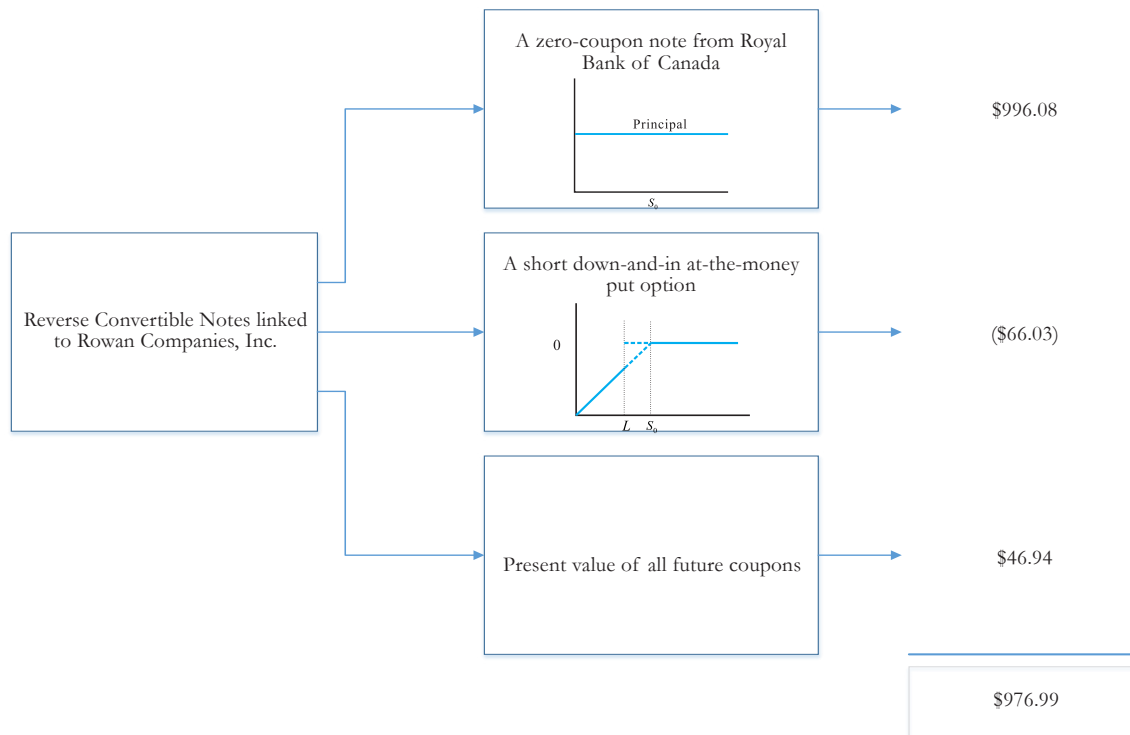 A zero-coupon note from Royal
Bank of Canada
Principal
S₀
$996.08
Reverse Convertible Notes linked
to Rowan Companies, Inc.
A short down-and-in at-the-money
put option
0
L S₀
($66.03)
Present value of all future coupons
$46.94
$976.99